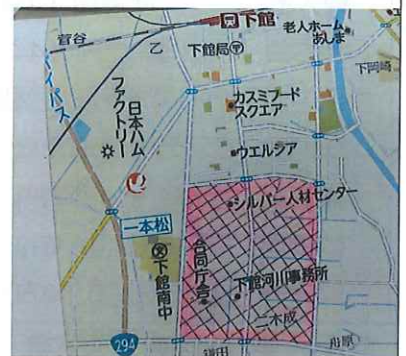 下館
老人ホーム
あしま
菅谷
乙
下館局
下岡崎
バイパス
日本ハム
ファクトリー
カスミフード
スクエア
ウエルシア
シルバー人材センター
一本松
下館南中
合同庁舎
下館河川事務所
二木成
294
鎌田